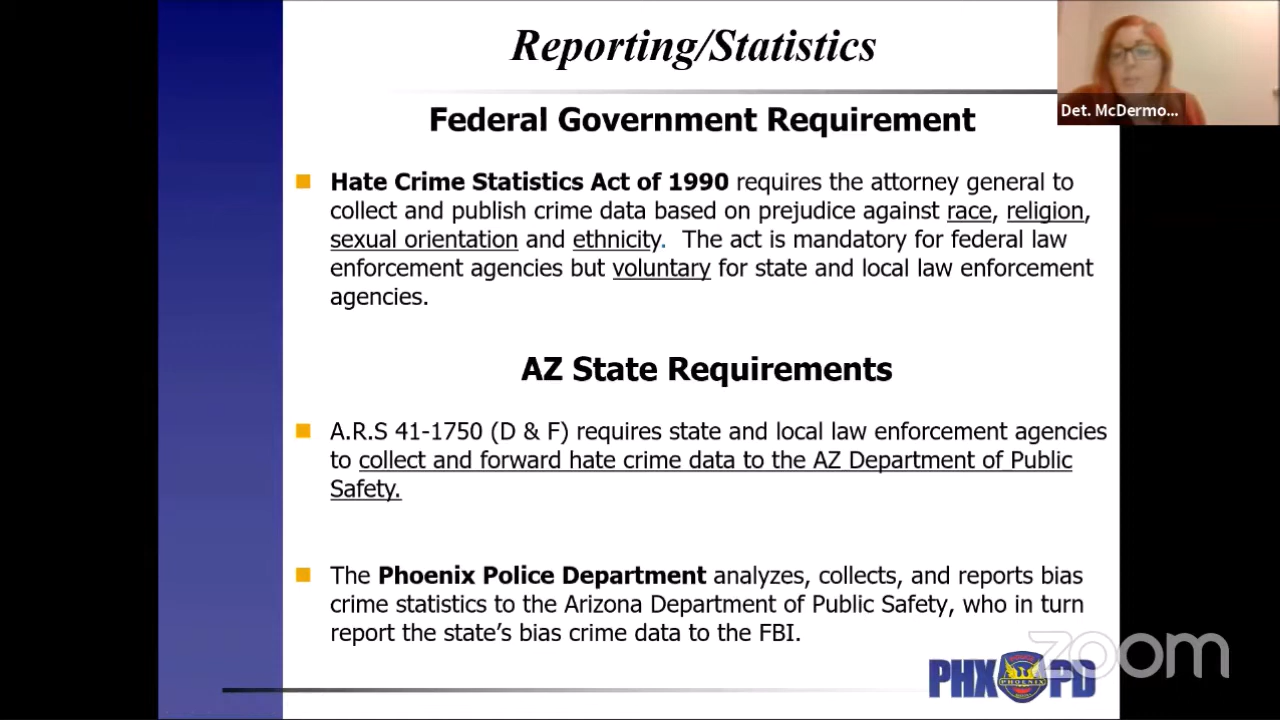 Reporting/Statistics
Det. McDermo...
Federal Government Requirement
Hate Crime Statistics Act of 1990 requires the attorney general to
collect and publish crime data based on prejudice against race, religion,
sexual orientation and ethnicity. The act is mandatory for federal law
enforcement agencies but voluntary for state and local law enforcement
agencies.
AZ State Requirements
A.R.S 41-1750 (D & F) requires state and local law enforcement agencies
to collect and forward hate crime data to the AZ Department of Public
Safety.
The Phoenix Police Department analyzes, collects, and reports bias
crime statistics to the Arizona Department of Public Safety, who in turn
report the state's bias crime data to the FBI.
zoom
PHX PHOENIX PD